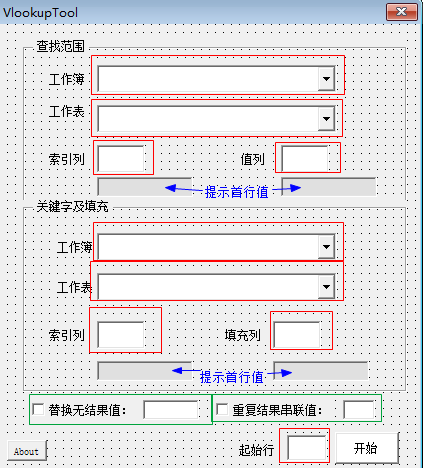 VlookupTool
查找范围
工作簿
工作表
索引列 值列
提示首行值
关键字及填充
工作簿
工作表
索引列 填充列
提示首行值
替换无结果值: 重复结果串联值:
About 起始行 开始